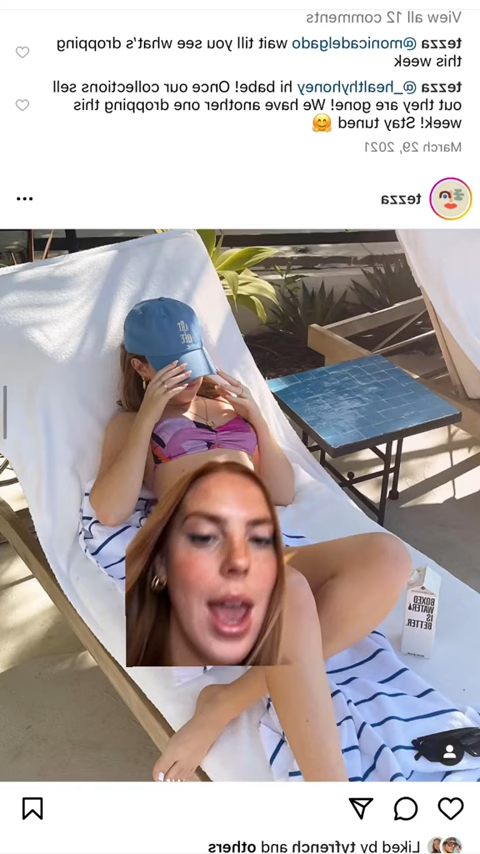 View all 12 comments
tezza @monicadelgado wait till you see what's dropping
this week
tezza @_healthyhoney hi babe! Once our collections sell
out they are gone! We have another one dropping this
week! Stay tuned 🤗
March 29, 2021
tezza
BOXED
WATER
IS
BETTER.
Liked by tyfrench and others